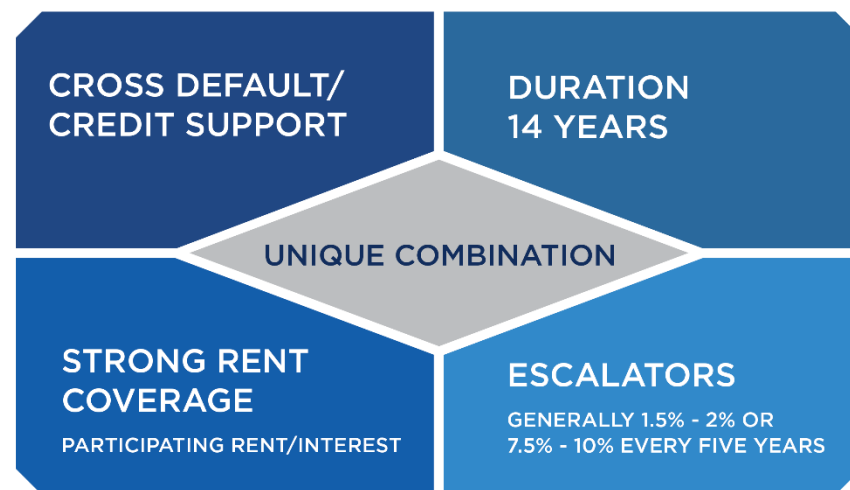 CROSS DEFAULT/
CREDIT SUPPORT
DURATION
14 YEARS
UNIQUE COMBINATION
STRONG RENT
COVERAGE
PARTICIPATING RENT/INTEREST
ESCALATORS
GENERALLY 1.5% - 2% OR
7.5% - 10% EVERY FIVE YEARS